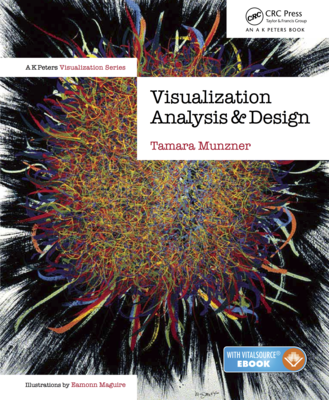 CRC Press
Taylor & Francis Group
AN A K PETERS BOOK
A K Peters Visualization Series
Visualization
Analysis & Design
Tamara Munzner
WITH VITALSOURCE®
EBOOK
Illustrations by Eamonn Maguire